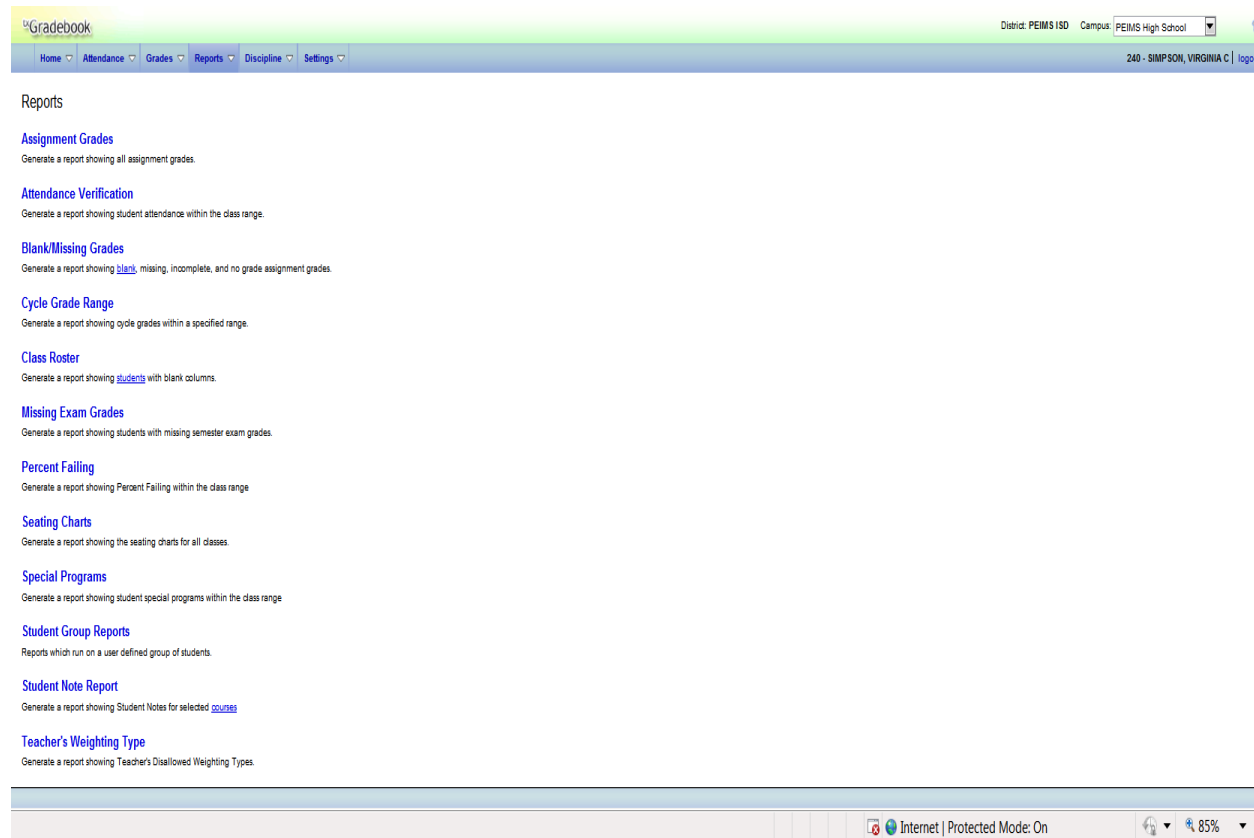 txGradebook
District: PEIMS ISD Campus: PEIMS High School
Home Attendance Grades Reports Discipline Settings
240 - SIMPSON, VIRGINIA C | logo
Reports
Assignment Grades
Generate a report showing all assignment grades.
Attendance Verification
Generate a report showing student attendance within the class range.
Blank/Missing Grades
Generate a report showing blank, missing, incomplete, and no grade assignment grades.
Cycle Grade Range
Generate a report showing cycle grades within a specified range.
Class Roster
Generate a report showing students with blank columns.
Missing Exam Grades
Generate a report showing students with missing semester exam grades.
Percent Failing
Generate a report showing Percent Failing within the class range
Seating Charts
Generate a report showing the seating charts for all classes.
Special Programs
Generate a report showing student special programs within the class range
Student Group Reports
Reports which run on a user defined group of students.
Student Note Report
Generate a report showing Student Notes for selected courses
Teacher's Weighting Type
Generate a report showing Teacher's Disallowed Weighting Types.
Internet | Protected Mode: On
85%